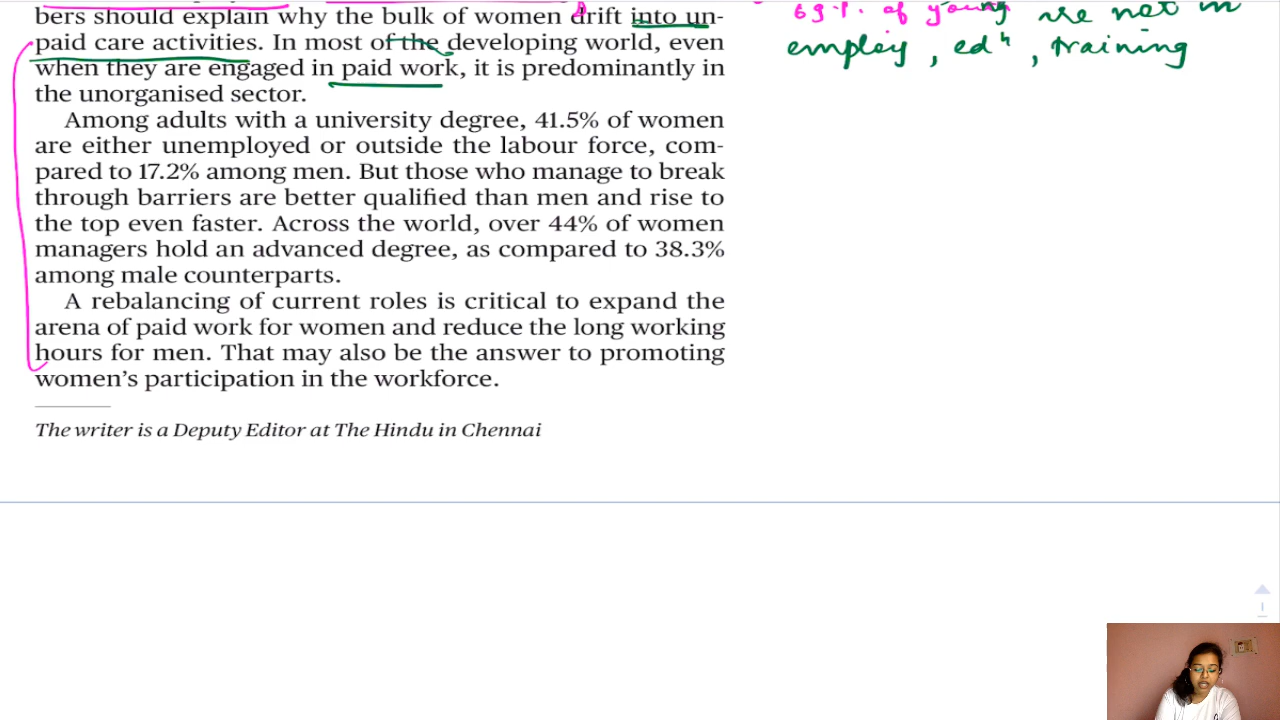 bers should explain why the bulk of women drift into un-
paid care activities. In most of the developing world, even
when they are engaged in paid work, it is predominantly in
the unorganised sector.
Among adults with a university degree, 41.5% of women
are either unemployed or outside the labour force, com-
pared to 17.2% among men. But those who manage to break
through barriers are better qualified than men and rise to
the top even faster. Across the world, over 44% of women
managers hold an advanced degree, as compared to 38.3%
among male counterparts.
A rebalancing of current roles is critical to expand the
arena of paid work for women and reduce the long working
hours for men. That may also be the answer to promoting
women's participation in the workforce.
The writer is a Deputy Editor at The Hindu in Chennai
of are not in
employ, edⁿ, training